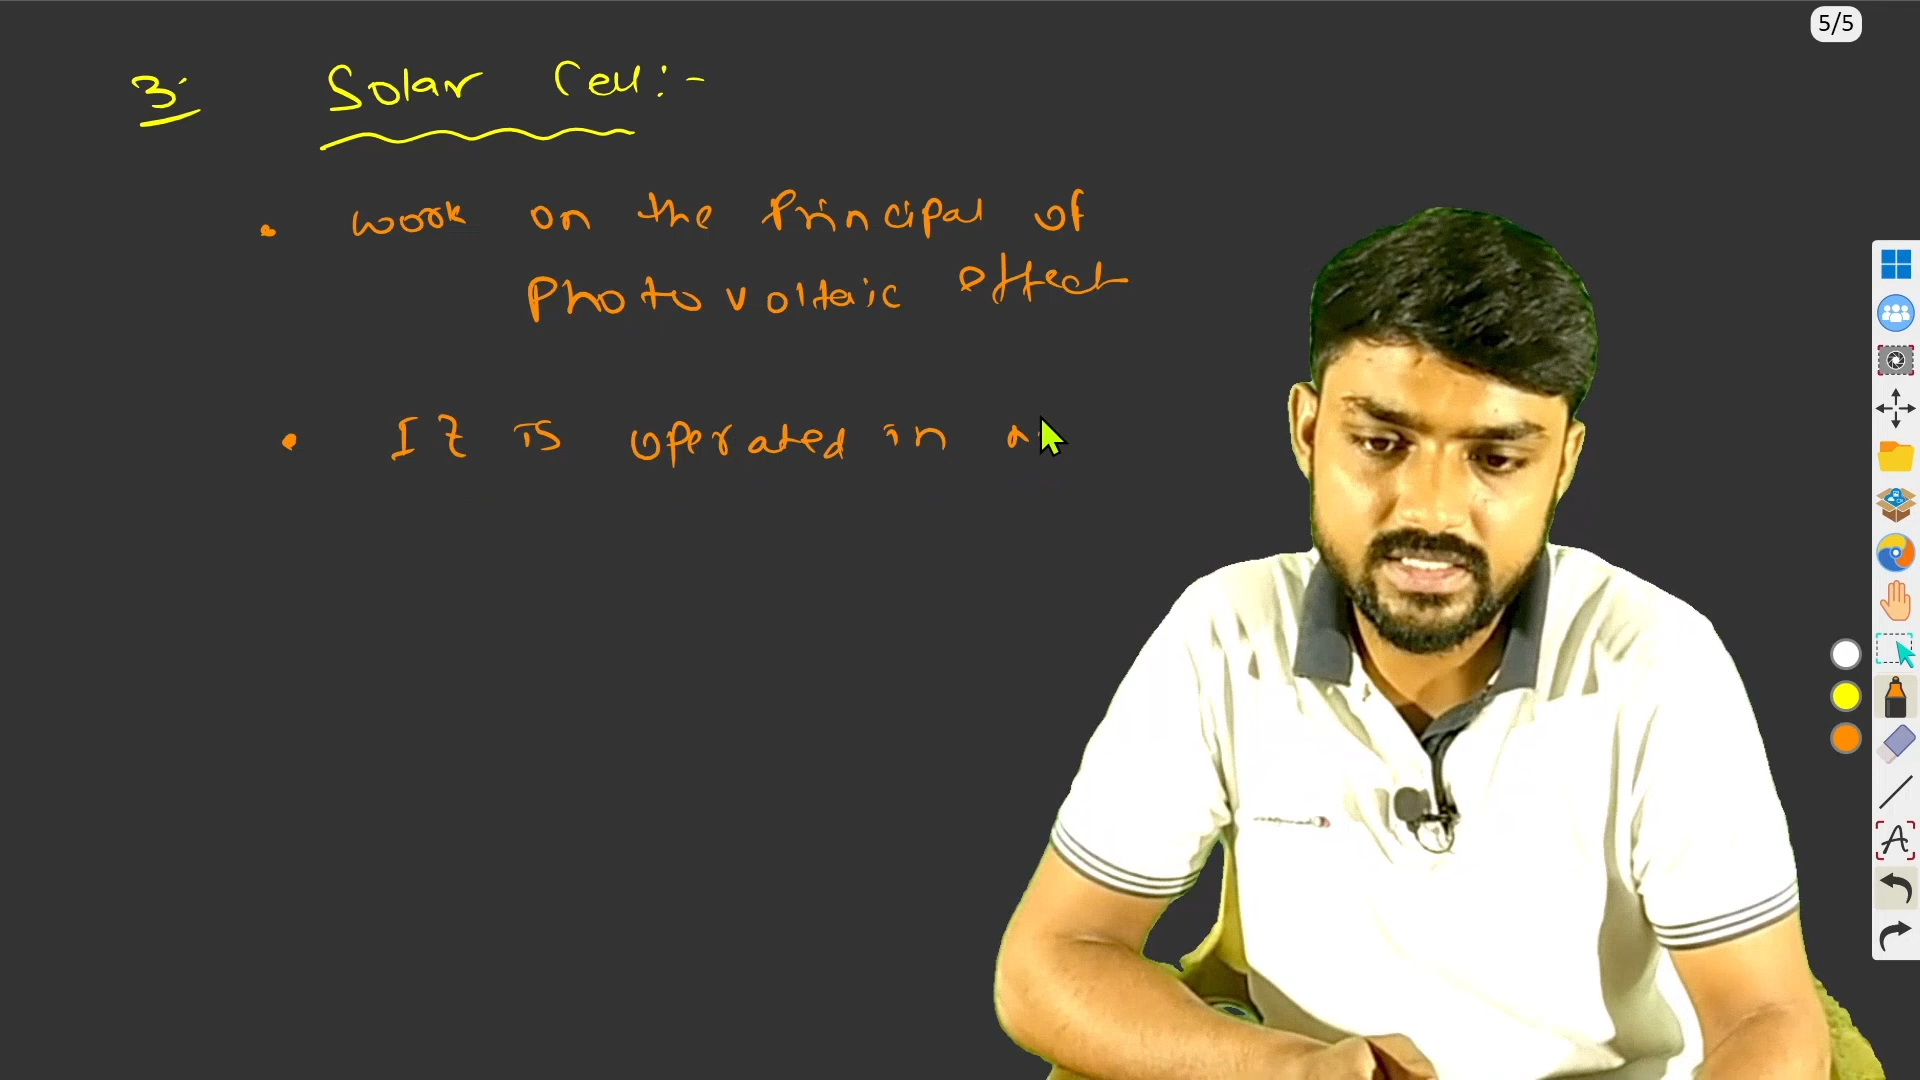 5/5
3. Solar Cell:-
• work on the Principal of
Photovoltaic effect
• It is operated in